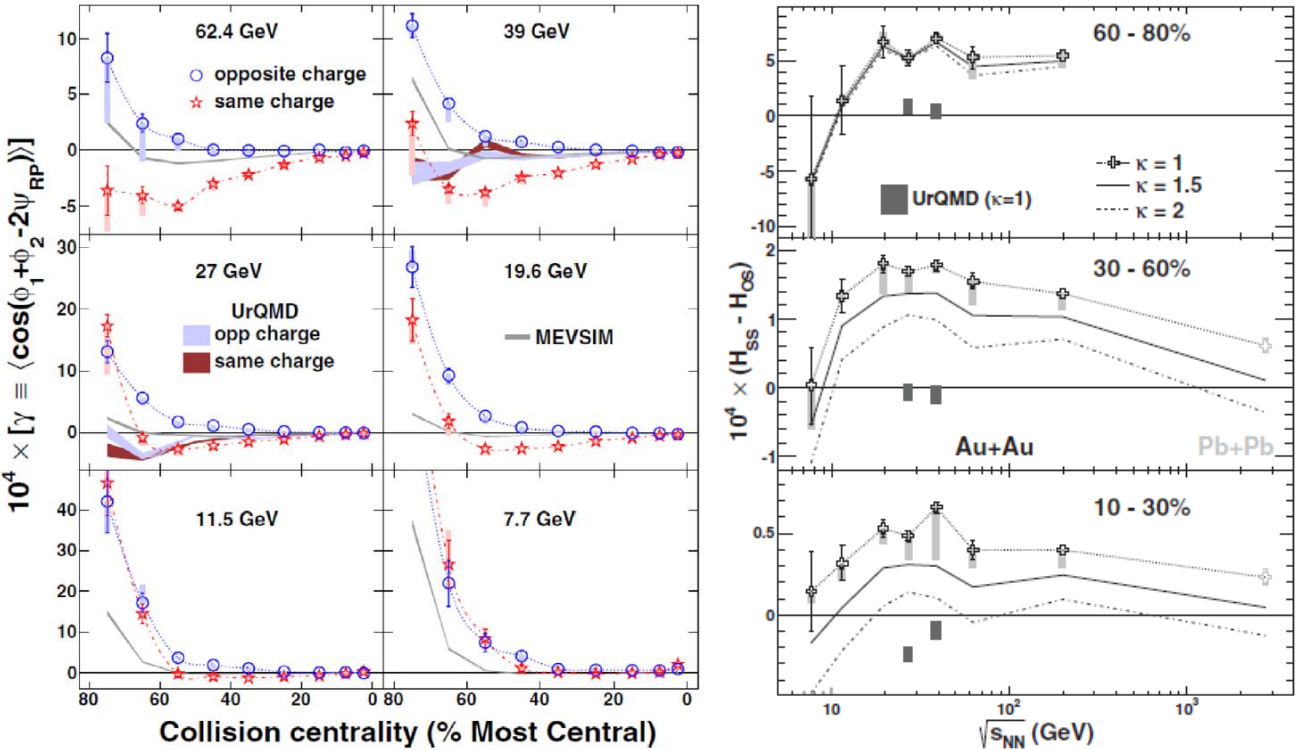 10⁴ × [γ ≡ ⟨cos(ϕ₁+ϕ₂-2ψ_RP)⟩]
62.4 GeV
opposite charge
same charge
10
5
0
-5
39 GeV
27 GeV
UrQMD
opp charge
same charge
30
20
10
0
19.6 GeV
MEVSIM
11.5 GeV
40
30
20
10
0
7.7 GeV
80 60 40 20 0
80 60 40 20 0
Collision centrality (% Most Central)
10⁴ × (H_SS - H_OS)
60 - 80%
5
0
-5
-10
κ = 1
κ = 1.5
κ = 2
UrQMD (κ=1)
30 - 60%
2
1
0
-1
Au+Au
Pb+Pb
10 - 30%
0.5
0
10 10² 10³
√s_NN (GeV)